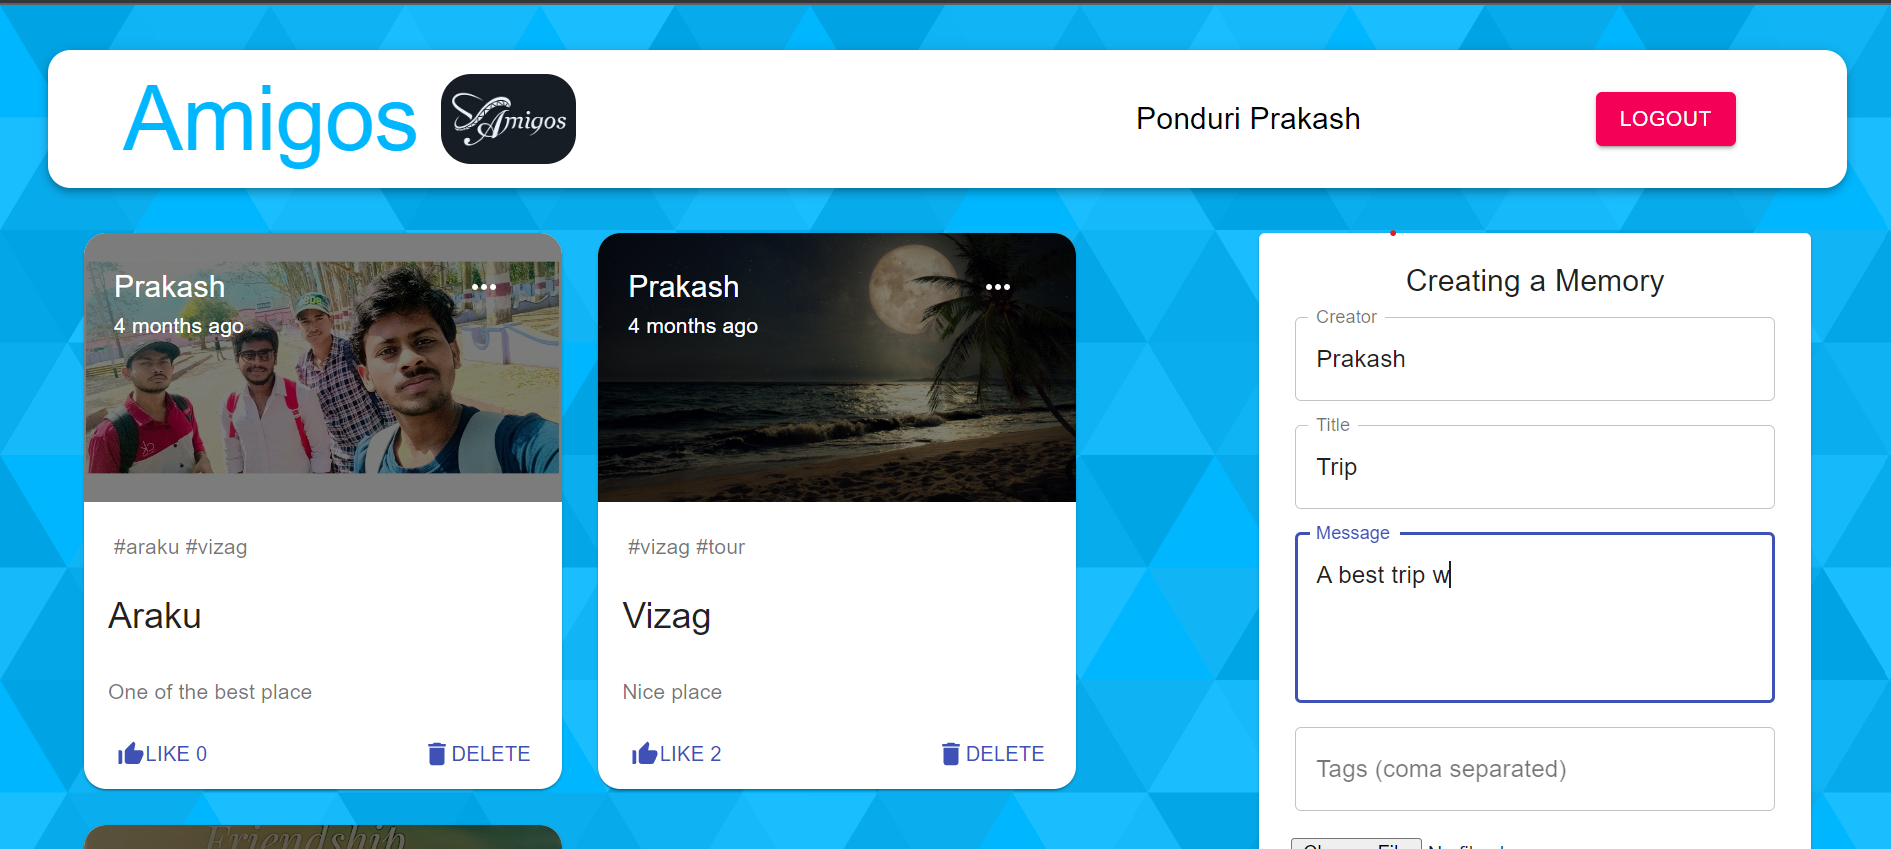 Amigos
Amigos
Ponduri Prakash
LOGOUT
Prakash
4 months ago
#araku #vizag
Araku
One of the best place
LIKE 0
DELETE
Prakash
4 months ago
#vizag #tour
Vizag
Nice place
LIKE 2
DELETE
Friendship
Creating a Memory
Creator
Prakash
Title
Trip
Message
A best trip w
Tags (coma separated)